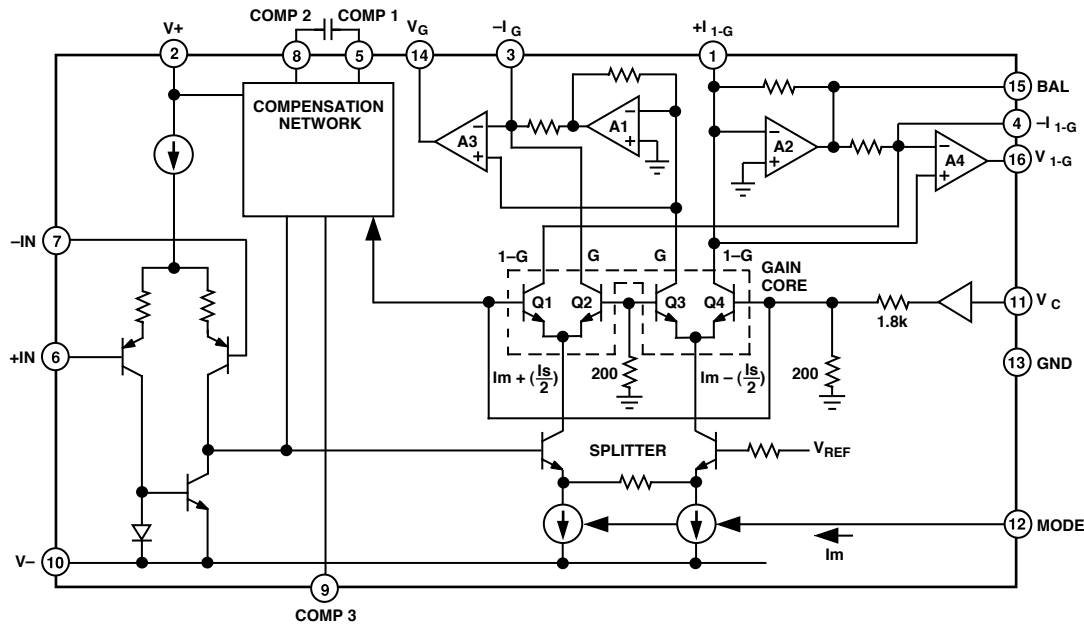 COMP 2 COMP 1
V+ VG –IG +I1-G
2 8 5 14 3 1
15 BAL
COMPENSATION
NETWORK
– A1 +
4 –I1-G
– A3 +
– A2 +
– A4 +
16 V1-G
7 –IN
1–G G G 1–G
GAIN
CORE
Q1 Q2 Q3 Q4
11 VC
1.8k
+IN 6
13 GND
Im + (Is/2) 200 Im – (Is/2) 200
SPLITTER
VREF
12 MODE
Im
V– 10
9
COMP 3